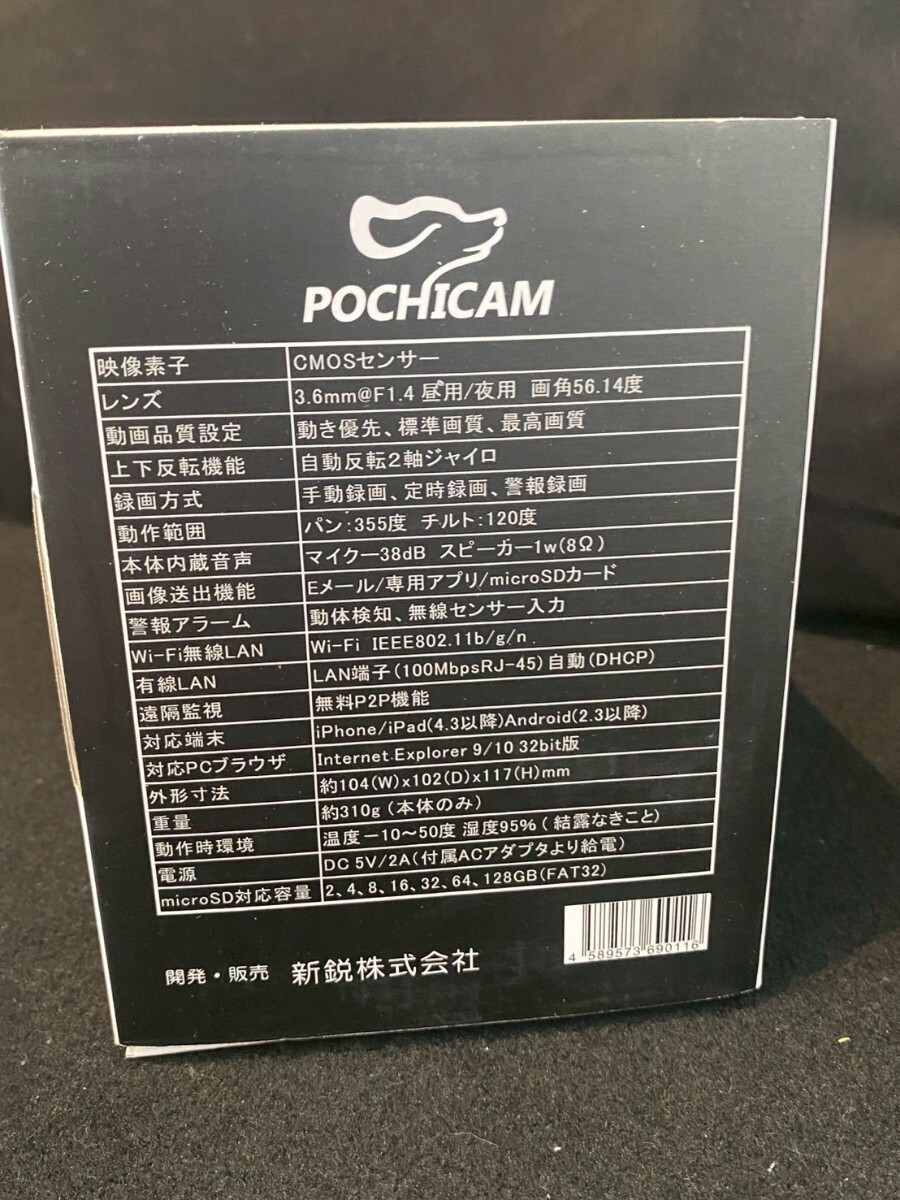 POCHICAM
映像素子 CMOSセンサー
レンズ 3.6mm@F1.4 昼用/夜用 画角56.14度
動画品質設定 動き優先、標準画質、最高画質
上下反転機能 自動反転2軸ジャイロ
録画方式 手動録画、定時録画、警報録画
動作範囲 パン:355度 チルト:120度
本体内蔵音声 マイクー38dB スピーカー1w(8Ω)
画像送出機能 Eメール/専用アプリ/microSDカード
警報アラーム 動体検知、無線センサー入力
Wi-Fi無線LAN Wi-Fi IEEE802.11b/g/n
有線LAN LAN端子(100MbpsRJ-45)自動(DHCP)
遠隔監視 無料P2P機能
対応端末 iPhone/iPad(4.3以降)Android(2.3以降)
対応PCブラウザ Internet Explorer 9/10 32bit版
外形寸法 約104(W)x102(D)x117(H)mm
重量 約310g(本体のみ)
動作時環境 温度－10～50度 湿度95%(結露なきこと)
電源 DC 5V/2A(付属ACアダプタより給電)
microSD対応容量 2、4、8、16、32、64、128GB(FAT32)
4 589573 690116
開発・販売 新鋭株式会社